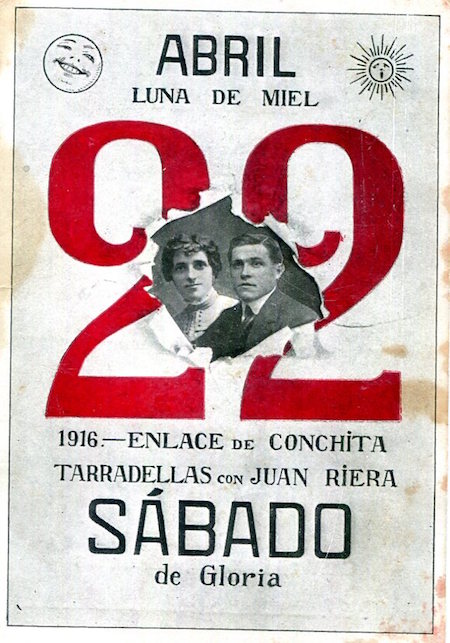 ABRIL
LUNA DE MIEL
22
1916.—ENLACE DE CONCHITA
TARRADELLAS CON JUAN RIERA
SÁBADO
de Gloria